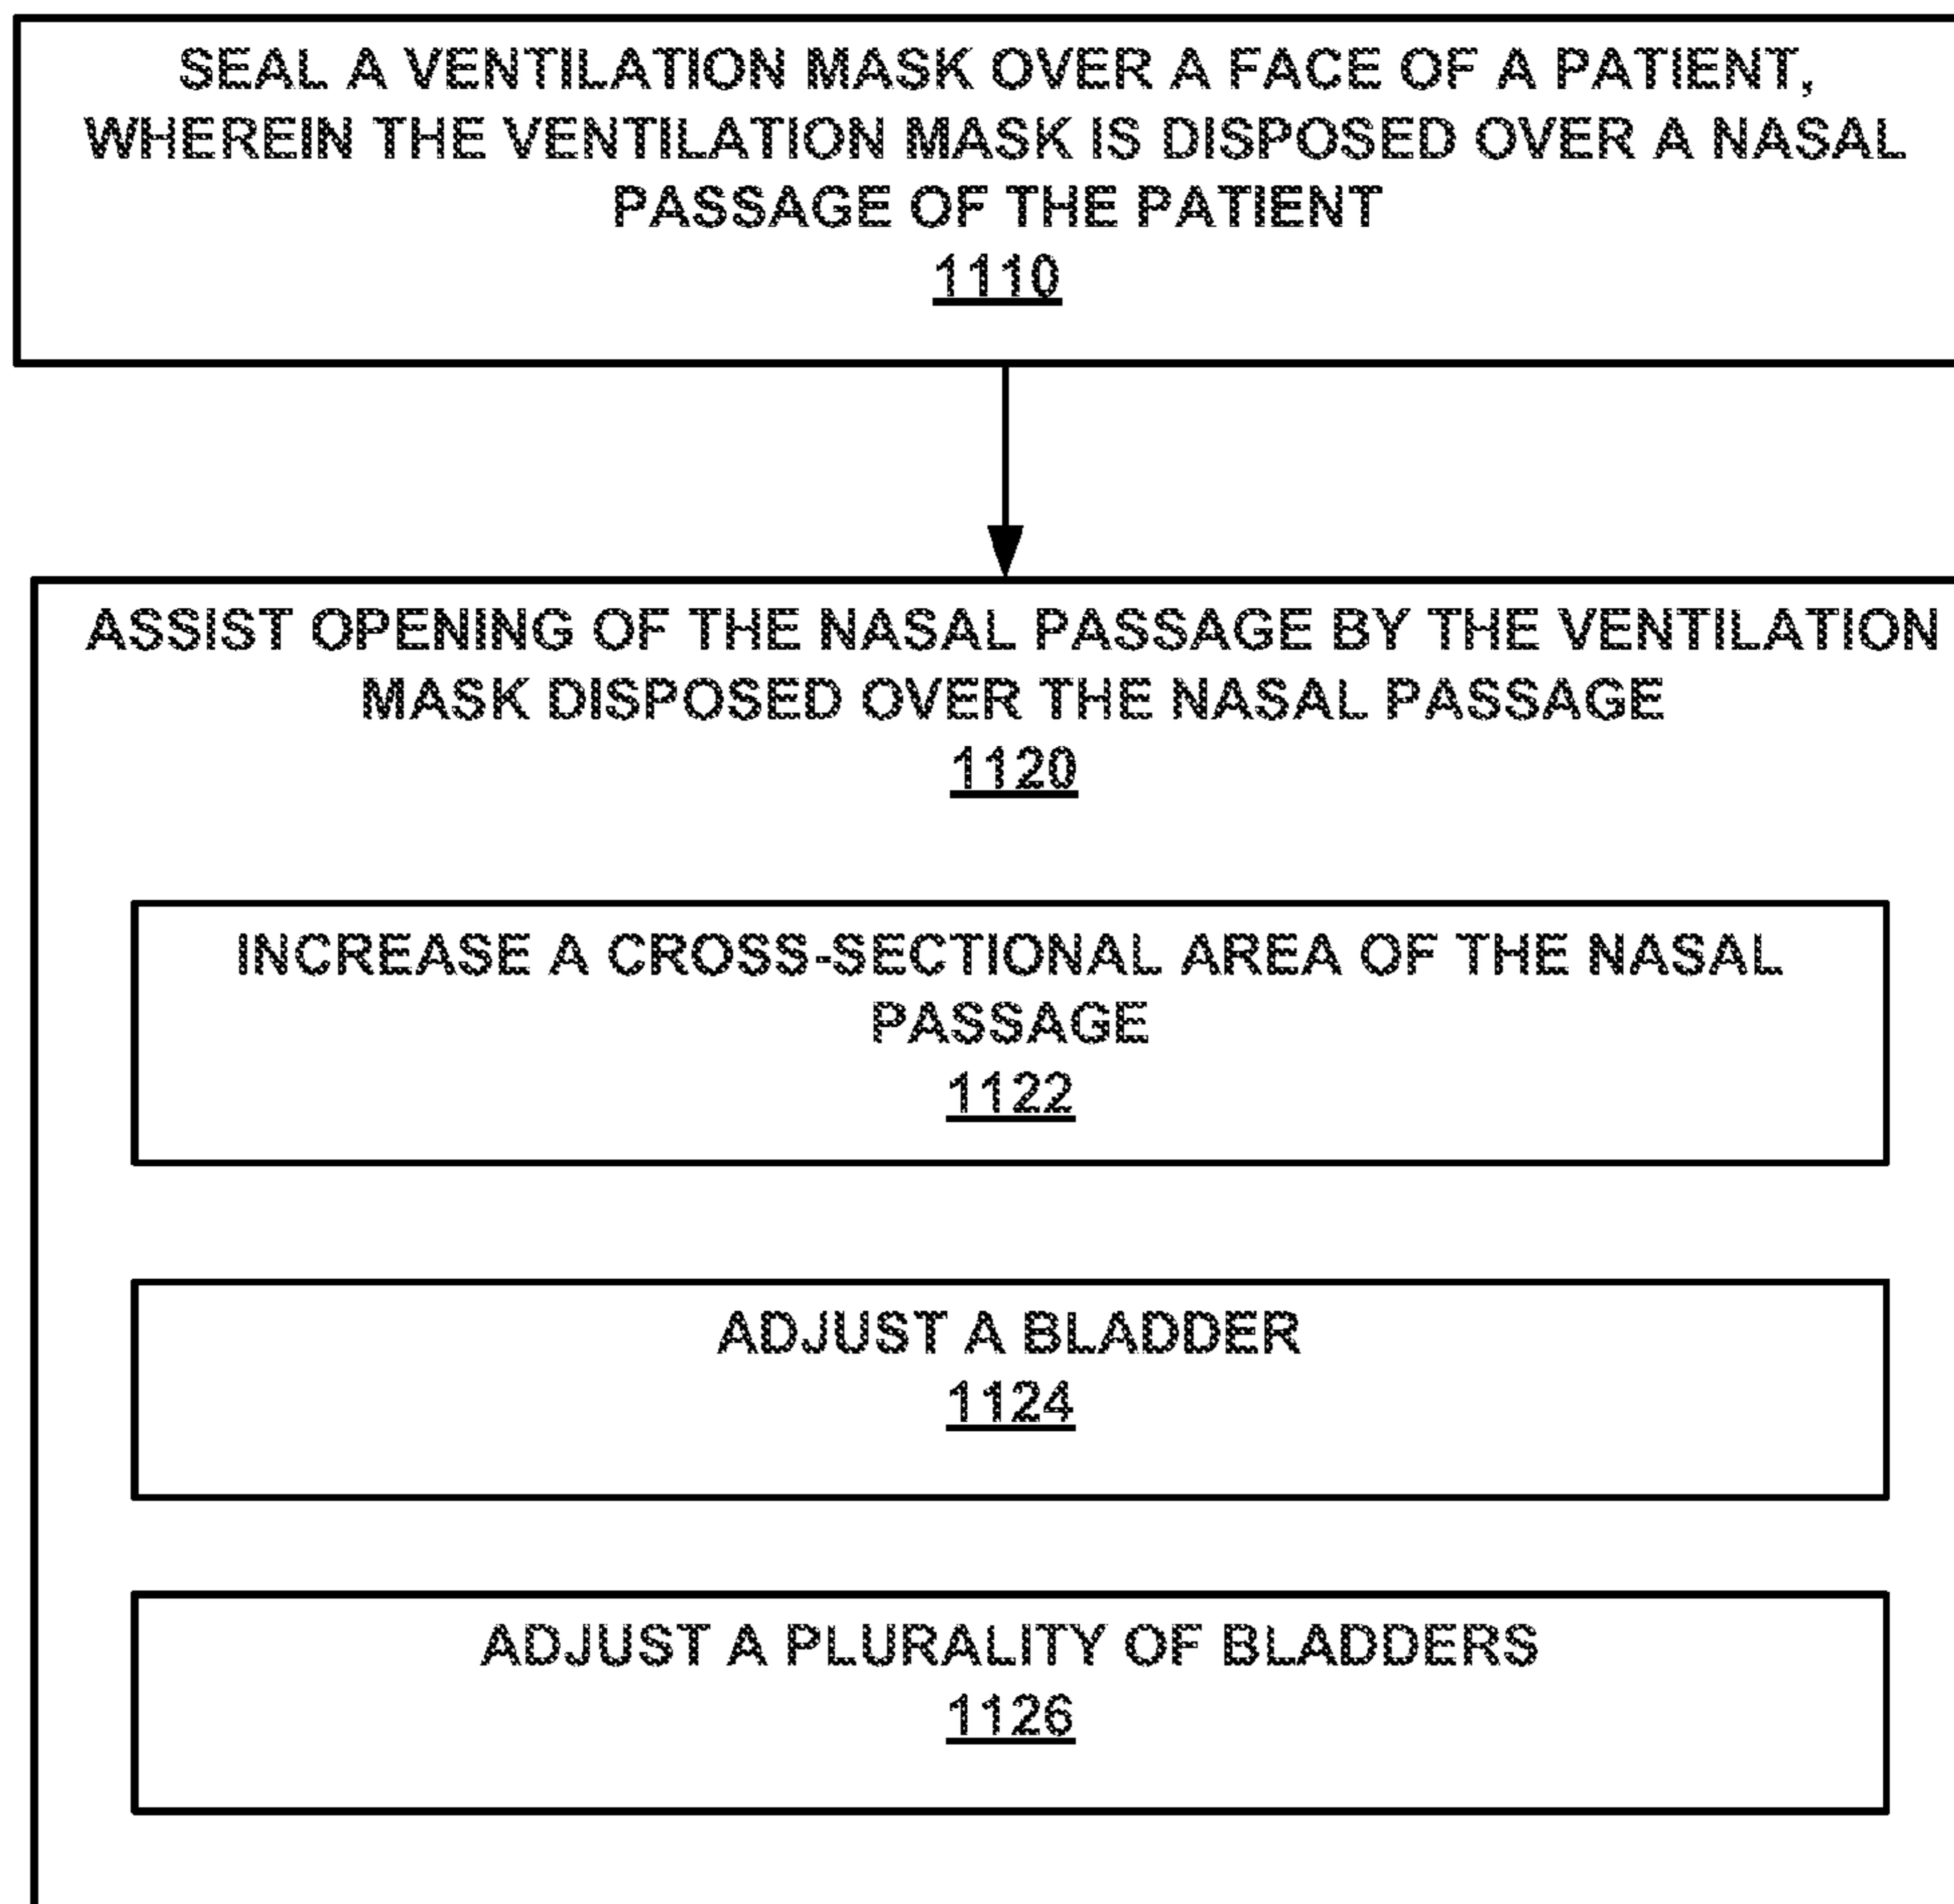 SEAL A VENTILATION MASK OVER A FACE OF A PATIENT,
WHEREIN THE VENTILATION MASK IS DISPOSED OVER A NASAL
PASSAGE OF THE PATIENT
1110
ASSIST OPENING OF THE NASAL PASSAGE BY THE VENTILATION
MASK DISPOSED OVER THE NASAL PASSAGE
1120
INCREASE A CROSS-SECTIONAL AREA OF THE NASAL
PASSAGE
1122
ADJUST A BLADDER
1124
ADJUST A PLURALITY OF BLADDERS
1126